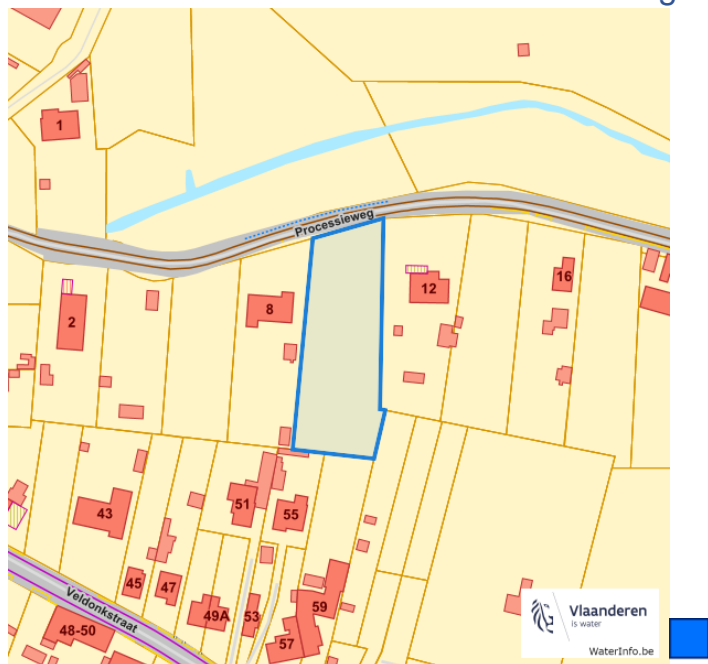 1
Processieweg
2
8
12
16
43
51
55
45
47
49A
53
59
57
48-50
Veldonkstraat
Vlaanderen
is water
WaterInfo.be